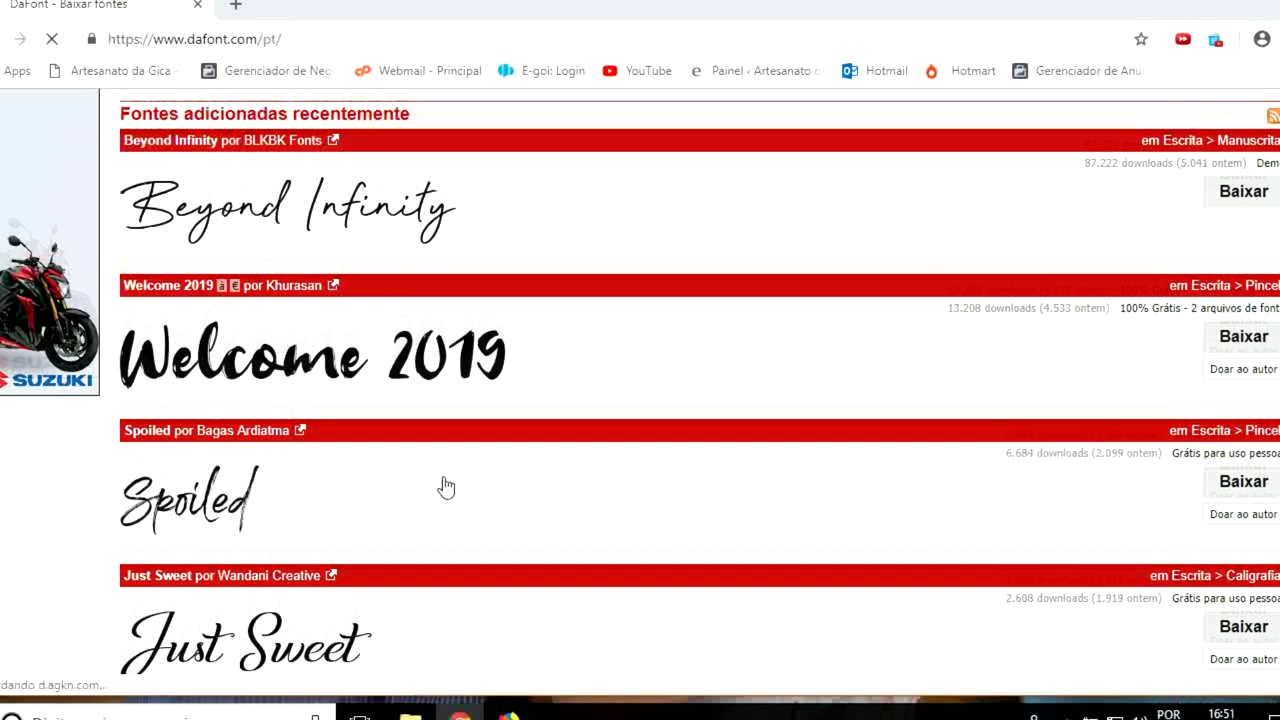 DaFont - Baixar fontes
https://www.dafont.com/pt/
Apps Artesanato da Gica - Gerenciador de Neg Webmail - Principal E-goi: Login YouTube Painel ‹ Artesanato Hotmail Hotmart Gerenciador de Anú
Fontes adicionadas recentemente
Beyond Infinity por BLKBK Fonts em Escrita > Manuscrita
87.222 downloads (5.041 ontem) Dem
Beyond Infinity
Baixar
Welcome 2019 à € por Khurasan em Escrita > Pincel
13.208 downloads (4.533 ontem) 100% Grátis - 2 arquivos de font
Welcome 2019
Baixar
Doar ao autor
SUZUKI
Spoiled por Bagas Ardiatma em Escrita > Pincel
6.684 downloads (2.099 ontem) Grátis para uso pessoa
Spoiled
Baixar
Doar ao autor
Just Sweet por Wandani Creative em Escrita > Caligrafia
2.608 downloads (1.919 ontem) Grátis para uso pessoa
Just Sweet
Baixar
Doar ao autor
rdando d.agkn.com...
POR 16:51